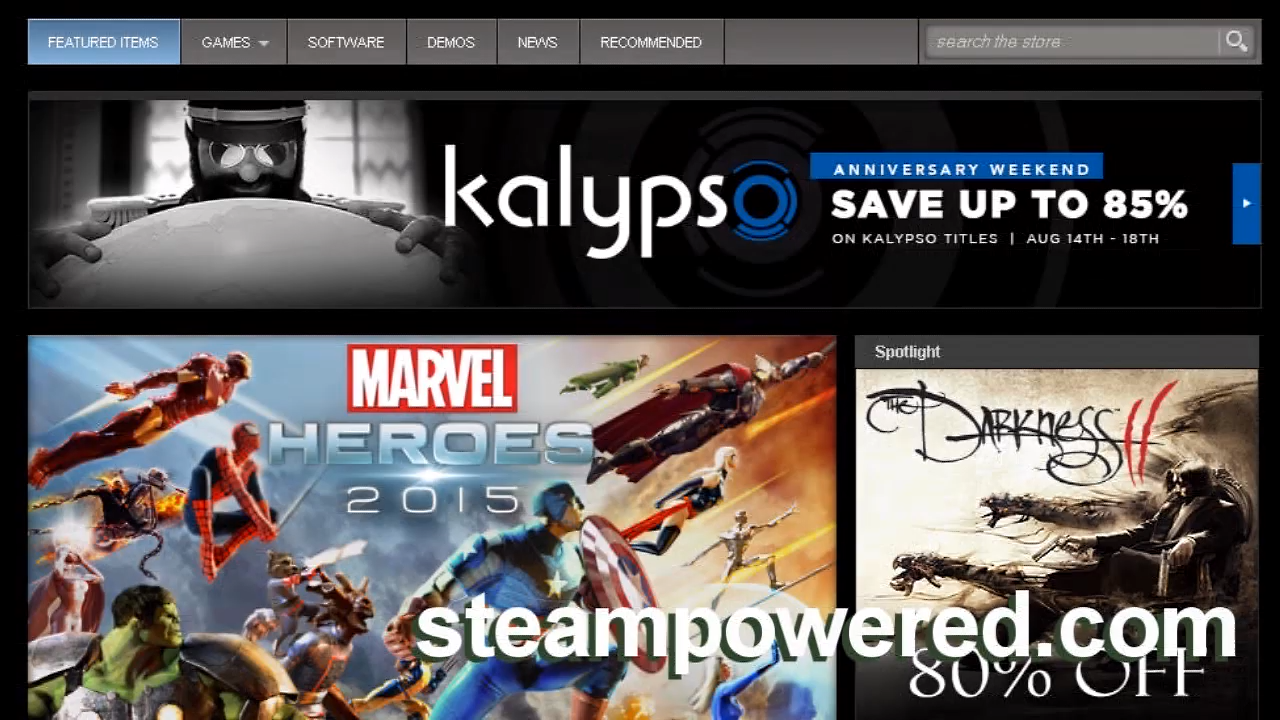 FEATURED ITEMS
GAMES
SOFTWARE
DEMOS
NEWS
RECOMMENDED
search the store
kalypso
ANNIVERSARY WEEKEND
SAVE UP TO 85%
ON KALYPSO TITLES | AUG 14TH - 18TH
MARVEL
HEROES
2015
Spotlight
THE DARKNESS II
steampowered.com
80% OFF